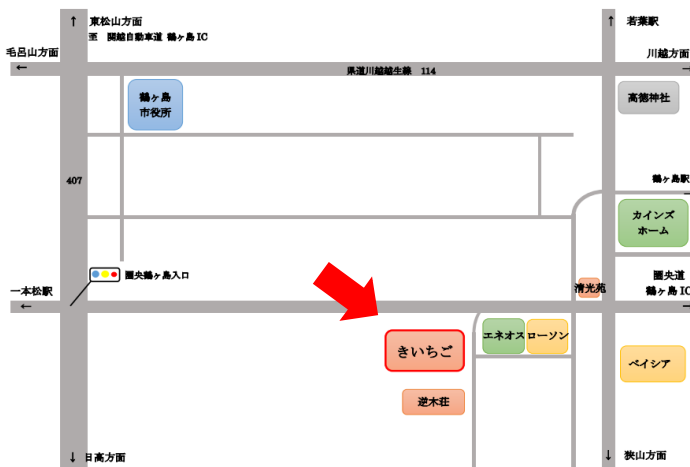 ↑ 東松山方面
至 関越自動車道 鶴ヶ島IC
↑ 若葉駅
毛呂山方面
←
川越方面
→
県道川越越生線 114
鶴ヶ島
市役所
高徳神社
407
鶴ヶ島駅
→
カインズ
ホーム
圏央鶴ヶ島入口
一本松駅
←
清光苑
圏央道
鶴ヶ島IC
→
きいちご
エネオス
ローソン
ベイシア
逆木荘
↓ 日高方面
↓ 狭山方面